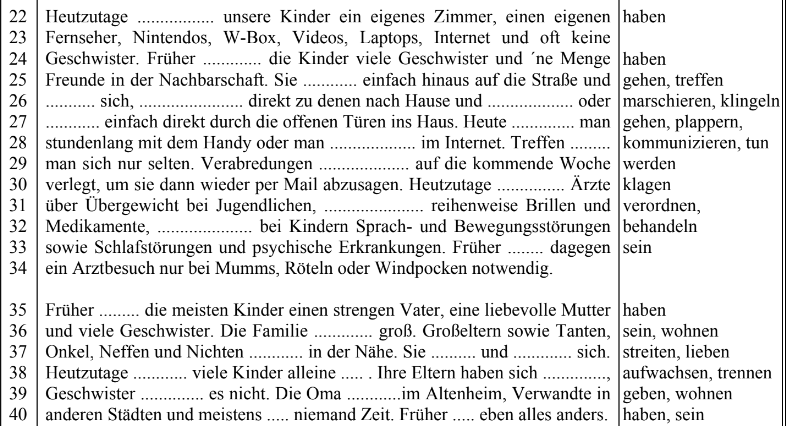 22 Heutzutage ................. unsere Kinder ein eigenes Zimmer, einen eigenen haben
23 Fernseher, Nintendos, W-Box, Videos, Laptops, Internet und oft keine
24 Geschwister. Früher ............. die Kinder viele Geschwister und ´ne Menge haben
25 Freunde in der Nachbarschaft. Sie ............ einfach hinaus auf die Straße und gehen, treffen
26 ........... sich, ....................... direkt zu denen nach Hause und ................... oder marschieren, klingeln
27 ............ einfach direkt durch die offenen Türen ins Haus. Heute .............. man gehen, plappern,
28 stundenlang mit dem Handy oder man ................... im Internet. Treffen ......... kommunizieren, tun
29 man sich nur selten. Verabredungen .................... auf die kommende Woche werden
30 verlegt, um sie dann wieder per Mail abzusagen. Heutzutage ............... Ärzte klagen
31 über Übergewicht bei Jugendlichen, ...................... reihenweise Brillen und verordnen,
32 Medikamente, ..................... bei Kindern Sprach- und Bewegungsstörungen behandeln
33 sowie Schlafstörungen und psychische Erkrankungen. Früher ........ dagegen sein
34 ein Arztbesuch nur bei Mumms, Röteln oder Windpocken notwendig.
35 Früher ......... die meisten Kinder einen strengen Vater, eine liebevolle Mutter haben
36 und viele Geschwister. Die Familie ............. groß. Großeltern sowie Tanten, sein, wohnen
37 Onkel, Neffen und Nichten ............ in der Nähe. Sie .......... und ............. sich. streiten, lieben
38 Heutzutage ............ viele Kinder alleine ..... . Ihre Eltern haben sich .............., aufwachsen, trennen
39 Geschwister .............. es nicht. Die Oma ............im Altenheim, Verwandte in geben, wohnen
40 anderen Städten und meistens ..... niemand Zeit. Früher ..... eben alles anders. haben, sein